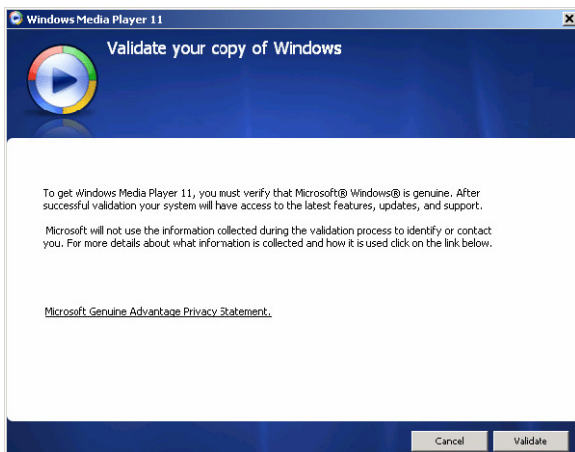 Windows Media Player 11
Validate your copy of Windows
To get Windows Media Player 11, you must verify that Microsoft® Windows® is genuine. After
successful validation your system will have access to the latest features, updates, and support.
Microsoft will not use the information collected during the validation process to identify or contact
you. For more details about what information is collected and how it is used click on the link below.
Microsoft Genuine Advantage Privacy Statement.
Cancel Validate